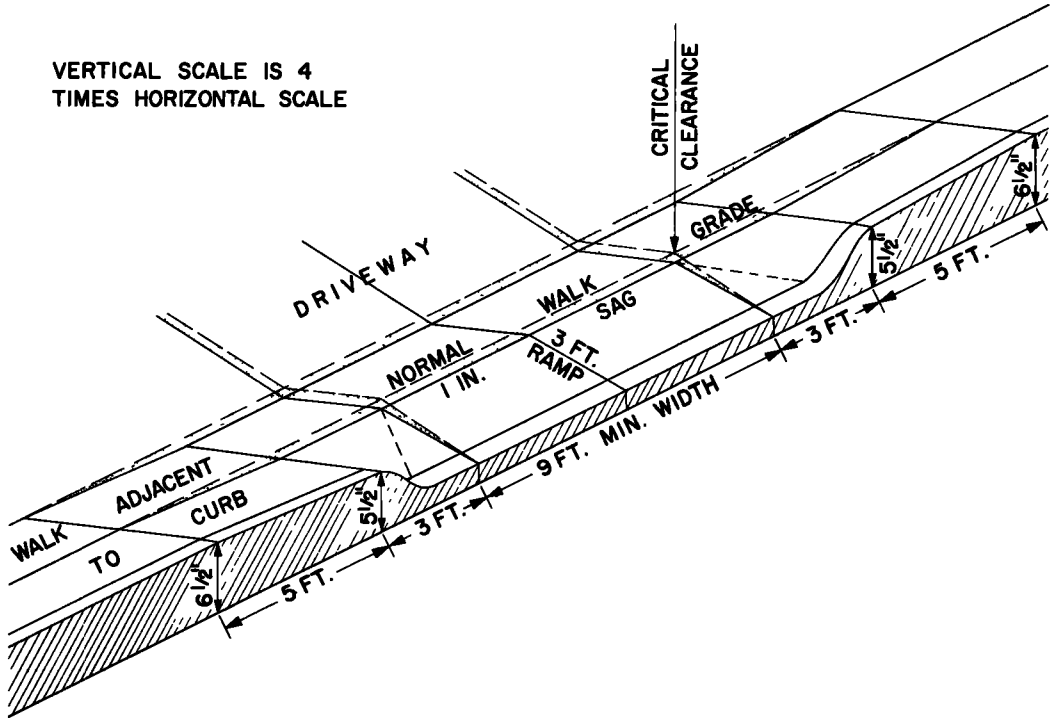 VERTICAL SCALE IS 4
TIMES HORIZONTAL SCALE
CRITICAL
CLEARANCE
DRIVEWAY
GRADE
WALK
SAG
NORMAL
1 IN.
3 FT.
RAMP
ADJACENT
WALK
CURB
TO
6 1/2"
5 1/2"
5 1/2"
6 1/2"
5 FT.
3 FT.
9 FT. MIN. WIDTH
3 FT.
5 FT.